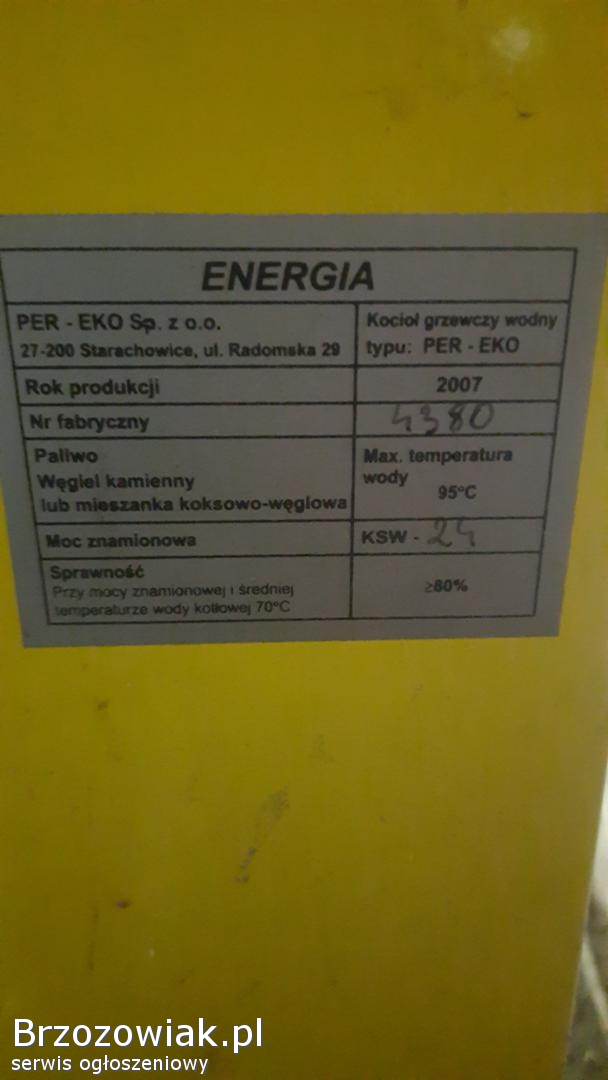 ENERGIA
PER - EKO Sp. z o.o.
27-200 Starachowice, ul. Radomska 29
Kocioł grzewczy wodny
typu: PER - EKO
Rok produkcji
2007
Nr fabryczny
4380
Paliwo
Węgiel kamienny
lub mieszanka koksowo-węglowa
Max. temperatura
wody
95°C
Moc znamionowa
KSW - 24
Sprawność
Przy mocy znamionowej i średniej
temperaturze wody kotłowej 70°C
≥80%
Brzozowiak.pl
serwis ogłoszeniowy